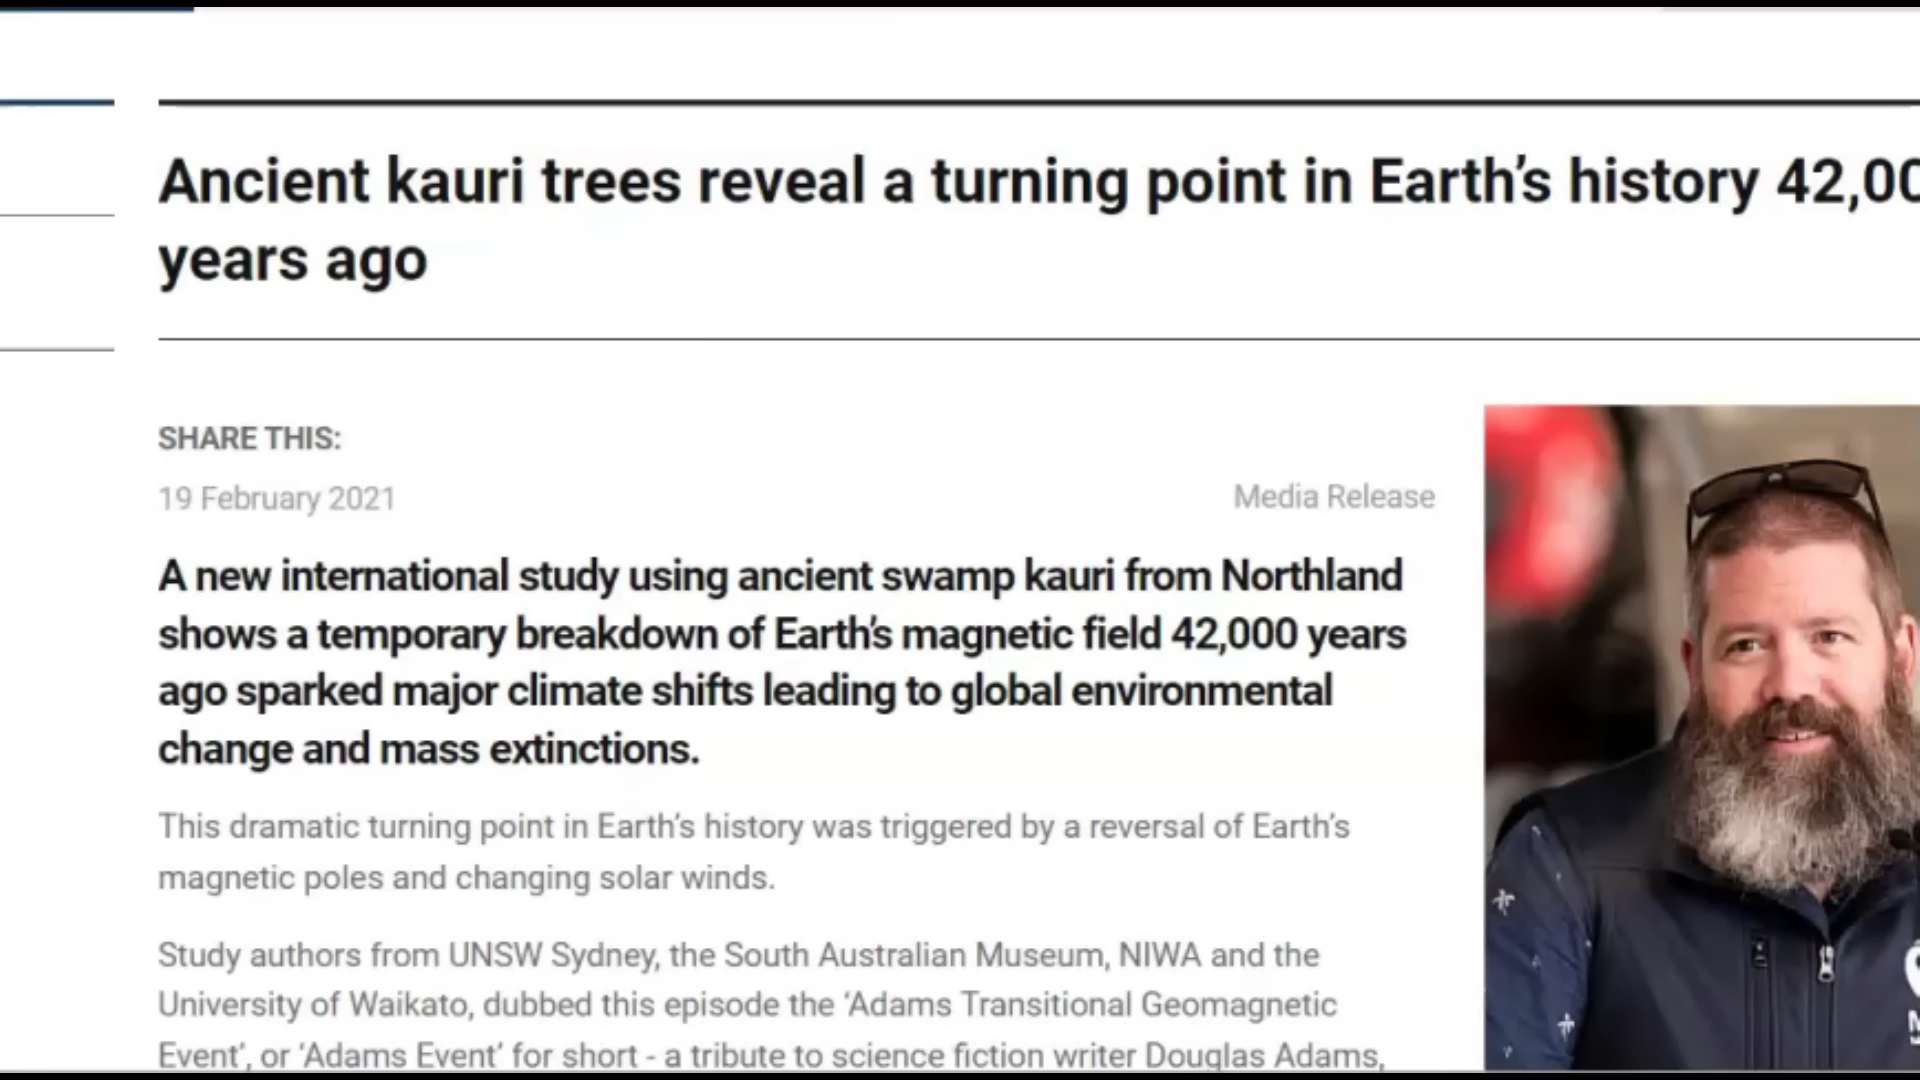 Ancient kauri trees reveal a turning point in Earth’s history 42,00
years ago
SHARE THIS:
19 February 2021
Media Release
A new international study using ancient swamp kauri from Northland
shows a temporary breakdown of Earth’s magnetic field 42,000 years
ago sparked major climate shifts leading to global environmental
change and mass extinctions.
This dramatic turning point in Earth’s history was triggered by a reversal of Earth’s
magnetic poles and changing solar winds.
Study authors from UNSW Sydney, the South Australian Museum, NIWA and the
University of Waikato, dubbed this episode the ‘Adams Transitional Geomagnetic
Event’, or ‘Adams Event’ for short - a tribute to science fiction writer Douglas Adams,